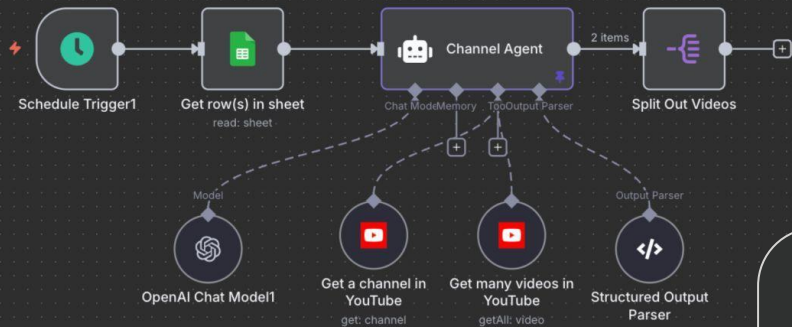 2 items
Channel Agent
Schedule Trigger1
Get row(s) in sheet
read: sheet
Chat Mode
Memory
Too
Output Parser
Split Out Videos
Model
Output Parser
OpenAI Chat Model1
Get a channel in
YouTube
get: channel
Get many videos in
YouTube
getAll: video
Structured Output
Parser